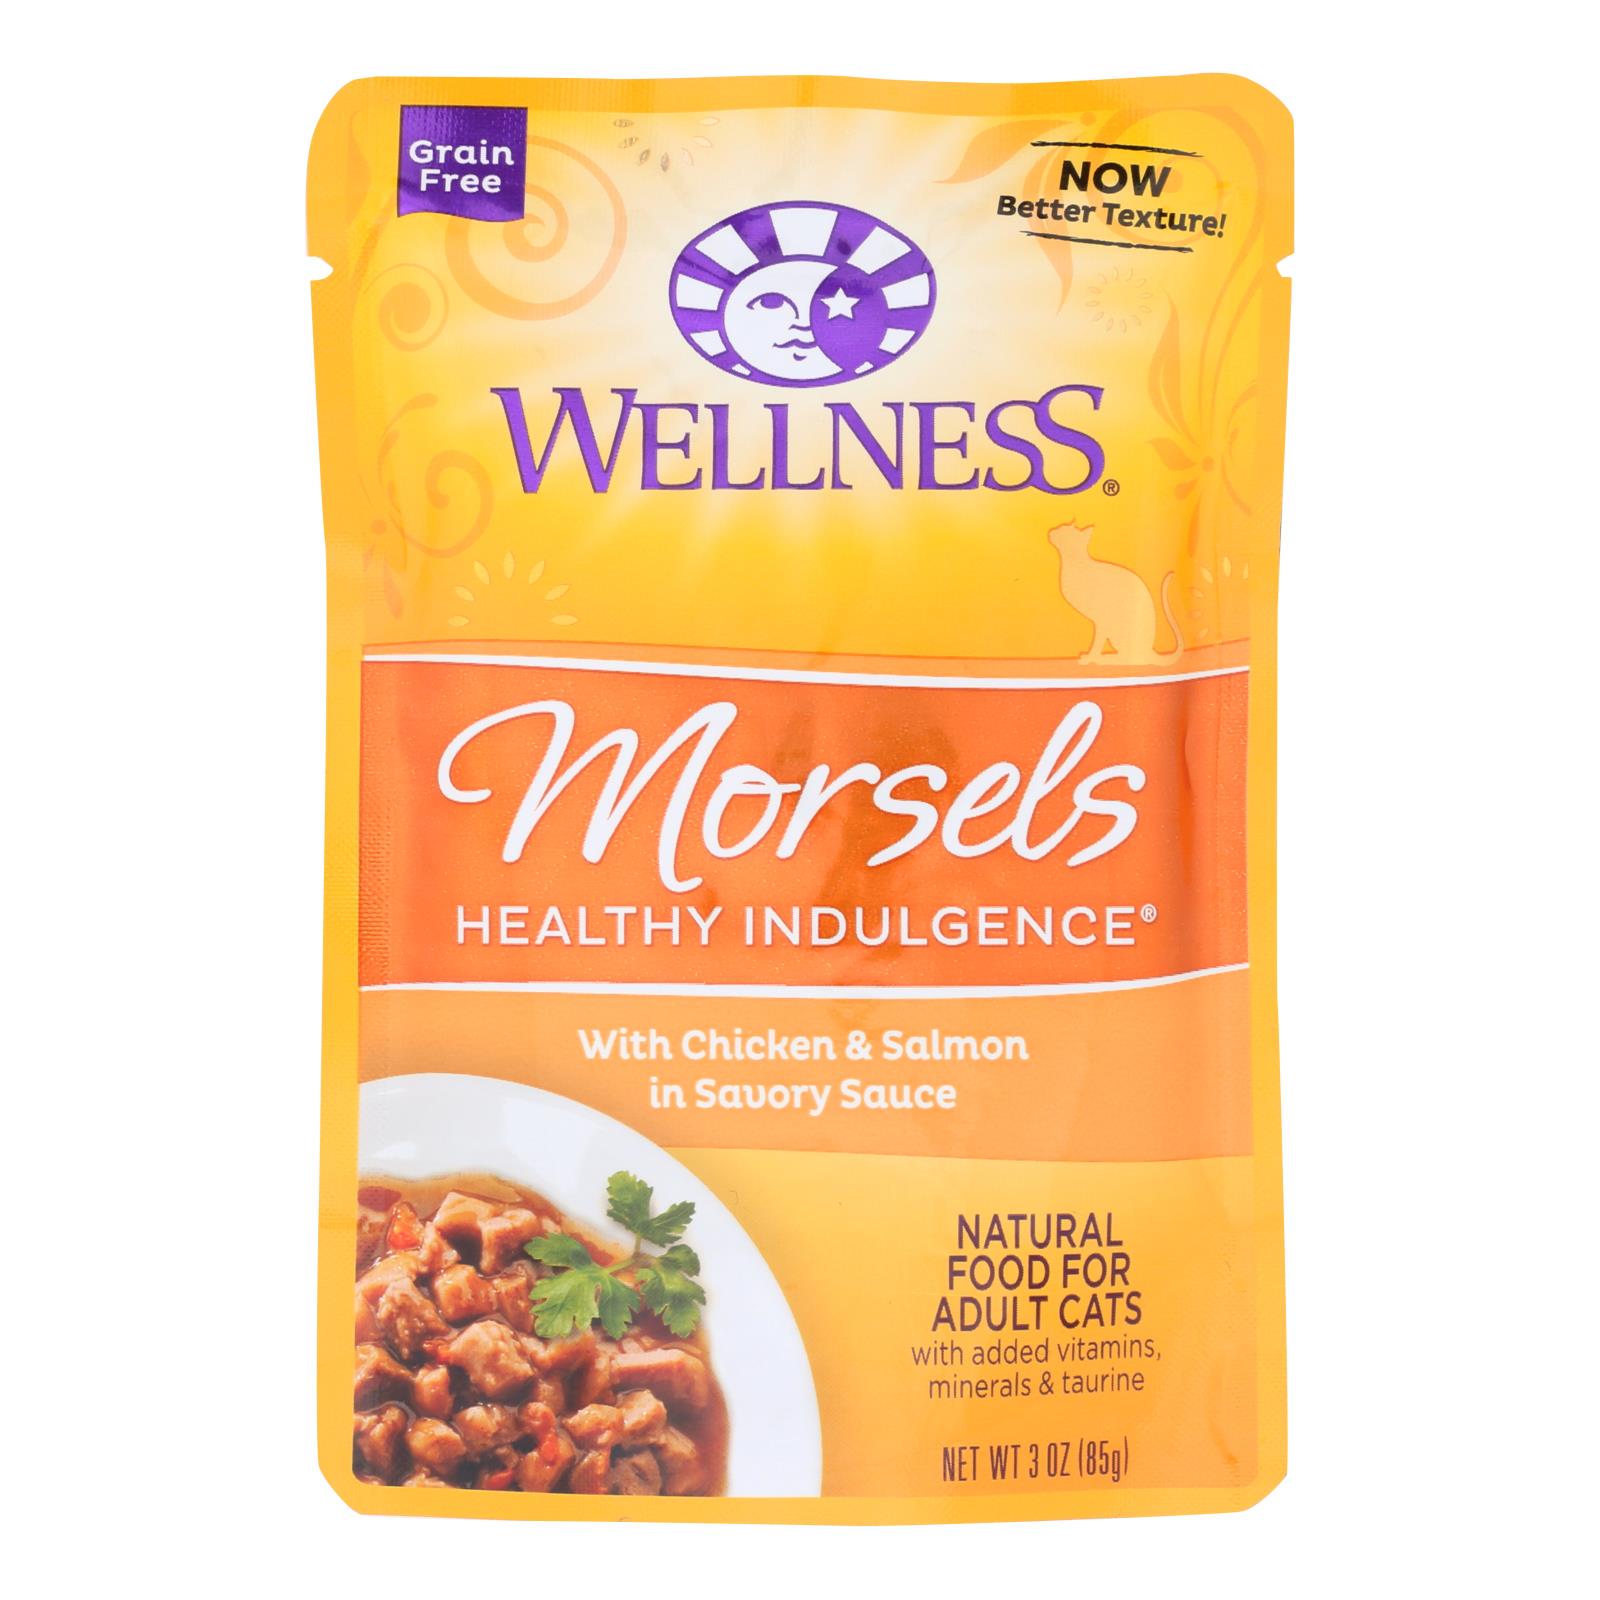 Grain
Free
NOW
Better Texture!
WELLNESS®
Morsels
HEALTHY INDULGENCE®
With Chicken & Salmon
in Savory Sauce
NATURAL
FOOD FOR
ADULT CATS
with added vitamins,
minerals & taurine
NET WT 3 OZ (85g)